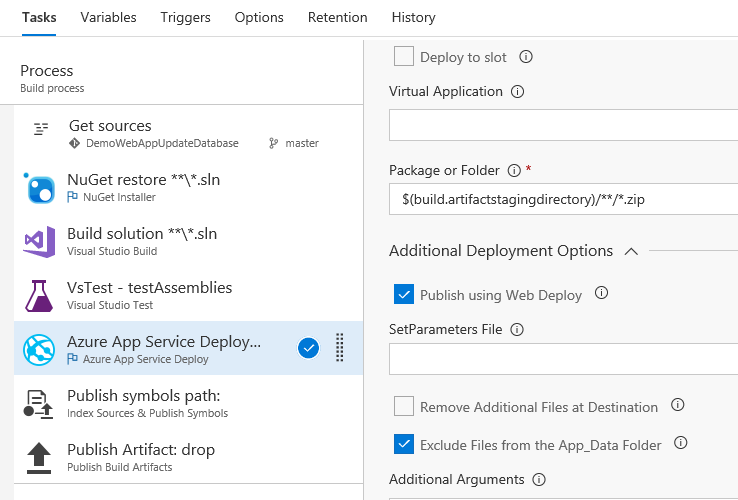 Tasks Variables Triggers Options Retention History
Process
Build process
Get sources
DemoWebAppUpdateDatabase master
NuGet restore **\*.sln
NuGet Installer
Build solution **\*.sln
Visual Studio Build
VsTest - testAssemblies
Visual Studio Test
Azure App Service Deploy...
Azure App Service Deploy
Publish symbols path:
Index Sources & Publish Symbols
Publish Artifact: drop
Publish Build Artifacts
Deploy to slot
Virtual Application
Package or Folder *
$(build.artifactstagingdirectory)/**/*.zip
Additional Deployment Options
Publish using Web Deploy
SetParameters File
Remove Additional Files at Destination
Exclude Files from the App_Data Folder
Additional Arguments